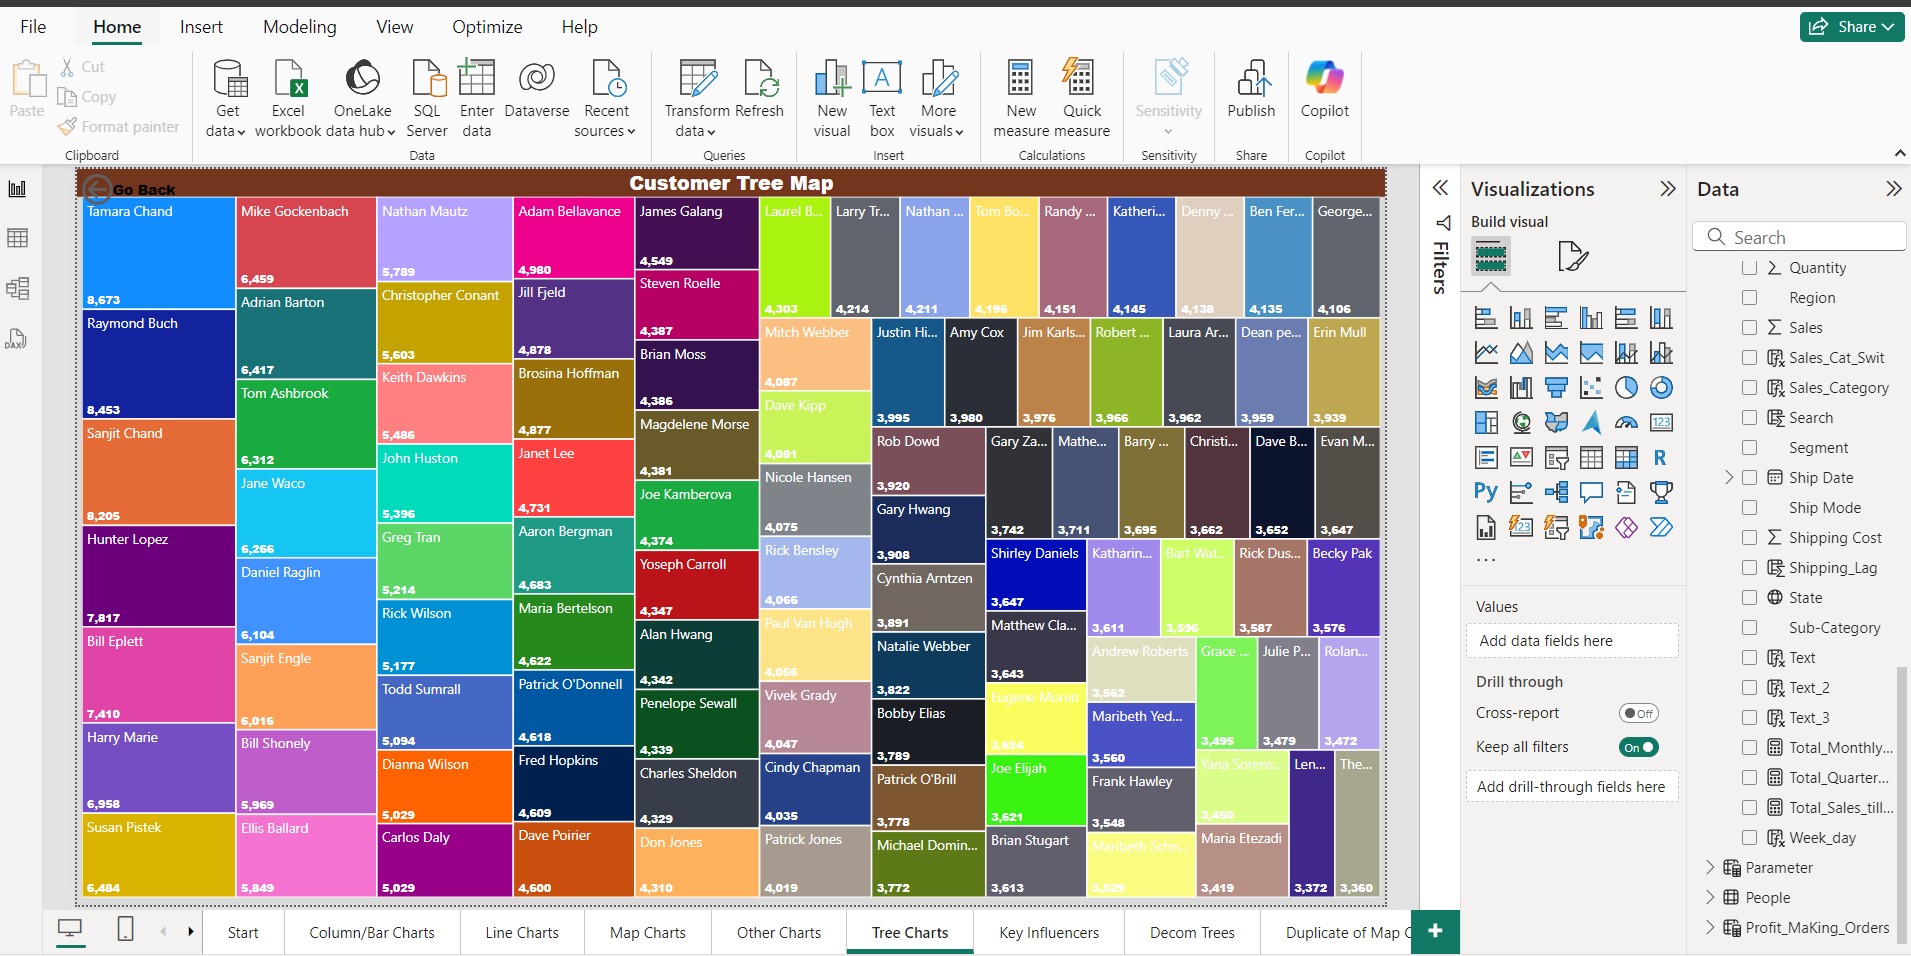 File
Home
Insert
Modeling
View
Optimize
Help
Share
Paste
Cut
Copy
Format painter
Clipboard
Get data
Excel workbook
OneLake data hub
SQL Server
Enter data
Dataverse
Recent sources
Data
Transform data
Refresh
Queries
New visual
Text box
More visuals
Insert
New measure
Quick measure
Calculations
Sensitivity
Sensitivity
Publish
Share
Copilot
Copilot
Go Back
Customer Tree Map
Tamara Chand
8,673
Raymond Buch
8,453
Sanjit Chand
8,205
Hunter Lopez
7,817
Bill Eplett
7,410
Harry Marie
6,958
Susan Pistek
6,484
Mike Gockenbach
6,459
Adrian Barton
6,417
Tom Ashbrook
6,312
Jane Waco
6,266
Daniel Raglin
6,104
Sanjit Engle
6,016
Bill Shonely
5,969
Ellis Ballard
5,849
Nathan Mautz
5,789
Christopher Conant
5,603
Keith Dawkins
5,486
John Huston
5,396
Greg Tran
5,214
Rick Wilson
5,177
Todd Sumrall
5,094
Dianna Wilson
5,029
Carlos Daly
5,029
Adam Bellavance
4,980
Jill Fjeld
4,878
Brosina Hoffman
4,877
Janet Lee
4,731
Aaron Bergman
4,683
Maria Bertelson
4,622
Patrick O'Donnell
4,618
Fred Hopkins
4,609
Dave Poirier
4,600
James Galang
4,549
Steven Roelle
4,387
Brian Moss
4,386
Magdelene Morse
4,381
Joe Kamberova
4,374
Yoseph Carroll
4,347
Alan Hwang
4,342
Penelope Sewall
4,339
Charles Sheldon
4,329
Don Jones
4,310
Laurel B...
4,303
Larry Tr...
4,214
Nathan ...
4,211
Tom Bo...
4,196
Randy ...
4,151
Katheri...
4,145
Denny ...
4,138
Ben Fer...
4,135
George...
4,106
Mitch Webber
4,087
Dave Kipp
4,081
Nicole Hansen
4,075
Rick Bensley
4,066
Paul Van Hugh
4,056
Vivek Grady
4,047
Cindy Chapman
4,035
Patrick Jones
4,019
Justin Hi...
3,995
Amy Cox
3,980
Jim Karls...
3,976
Robert ...
3,966
Laura Ar...
3,962
Dean pe...
3,959
Erin Mull
3,939
Rob Dowd
3,920
Gary Hwang
3,908
Cynthia Arntzen
3,891
Natalie Webber
3,822
Bobby Elias
3,789
Patrick O'Brill
3,778
Michael Domin...
3,772
Gary Za...
3,742
Mathe...
3,711
Barry ...
3,695
Christi...
3,662
Dave B...
3,652
Evan M...
3,647
Shirley Daniels
3,647
Matthew Cla...
3,643
Eugene Moren
3,624
Joe Elijah
3,621
Brian Stugart
3,613
Katharin...
3,611
Bart Wat...
3,596
Rick Dus...
3,587
Becky Pak
3,576
Andrew Roberts
3,562
Maribeth Yed...
3,560
Frank Hawley
3,548
Maribeth Schn...
3,529
Grace ...
3,495
Julie P...
3,479
Rolan...
3,472
Yana Sorens...
3,450
Maria Etezadi
3,419
Len...
3,372
The...
3,360
Start
Column/Bar Charts
Line Charts
Map Charts
Other Charts
Tree Charts
Key Influencers
Decom Trees
Duplicate of Map C
+
Filters
Visualizations
Build visual
123
R
Py
123
...
Values
Add data fields here
Drill through
Cross-report
Off
Keep all filters
On
Add drill-through fields here
Data
Search
Quantity
Region
Sales
Sales_Cat_Swit
Sales_Category
Search
Segment
Ship Date
Ship Mode
Shipping Cost
Shipping_Lag
State
Sub-Category
Text
Text_2
Text_3
Total_Monthly...
Total_Quarter...
Total_Sales_till...
Week_day
Parameter
People
Profit_MaKing_Orders